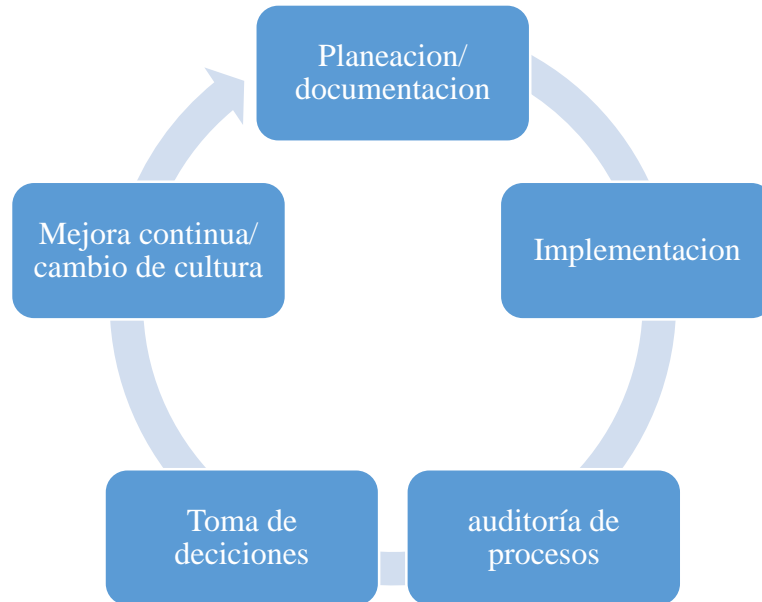 Planeacion/
documentacion
Implementacion
auditoría de
procesos
Toma de
deciciones
Mejora continua/
cambio de cultura